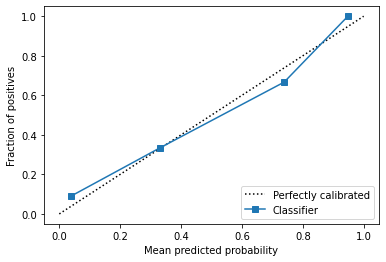 1.0
0.8
0.6
0.4
0.2
0.0
Fraction of positives
0.0 0.2 0.4 0.6 0.8 1.0
Mean predicted probability
Perfectly calibrated
Classifier